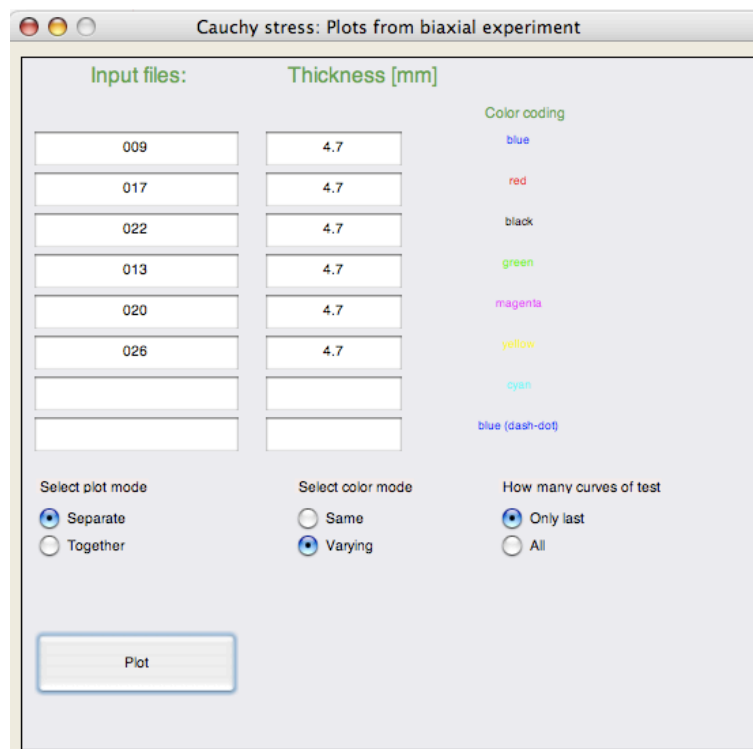 Cauchy stress: Plots from biaxial experiment
Input files: Thickness [mm]
Color coding
009 4.7 blue
017 4.7 red
022 4.7 black
013 4.7 green
020 4.7 magenta
026 4.7 yellow
cyan
blue (dash-dot)
Select plot mode Select color mode How many curves of test
Separate Same Only last
Together Varying All
Plot